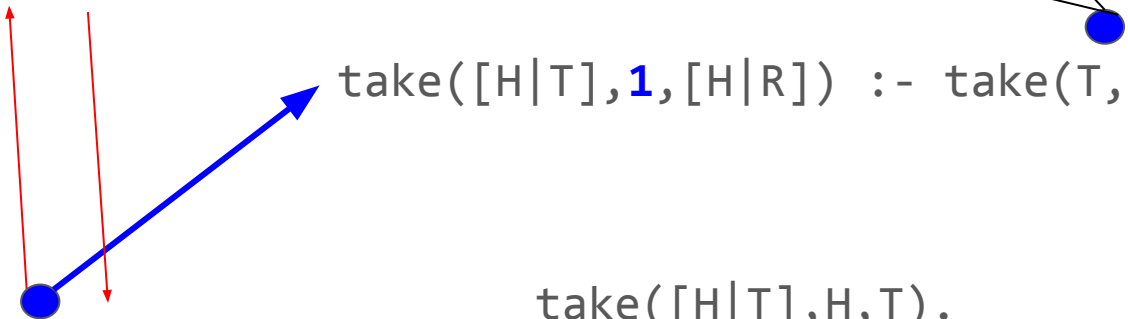 take([H|T],1,[H|R]) :- take(T,
take([H|T],H,T).